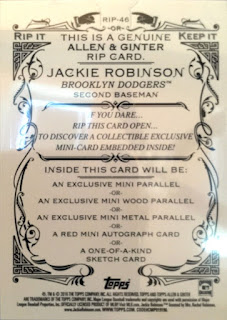 RIP-46
RIP IT -OR- KEEP IT
THIS IS A GENUINE
ALLEN & GINTER
RIP CARD.
JACKIE ROBINSON™
BROOKLYN DODGERS™
SECOND BASEMAN
F YOU DARE...
RIP THIS CARD OPEN...
TO DISCOVER A COLLECTIBLE EXCLUSIVE
MINI-CARD EMBEDDED INSIDE!
INSIDE THIS CARD WILL BE:
AN EXCLUSIVE MINI PARALLEL
-OR-
AN EXCLUSIVE MINI WOOD PARALLEL
-OR-
AN EXCLUSIVE MINI METAL PARALLEL
-OR-
A RED MINI AUTOGRAPH CARD
-OR-
A ONE-OF-A-KIND
SKETCH CARD
TOPPS